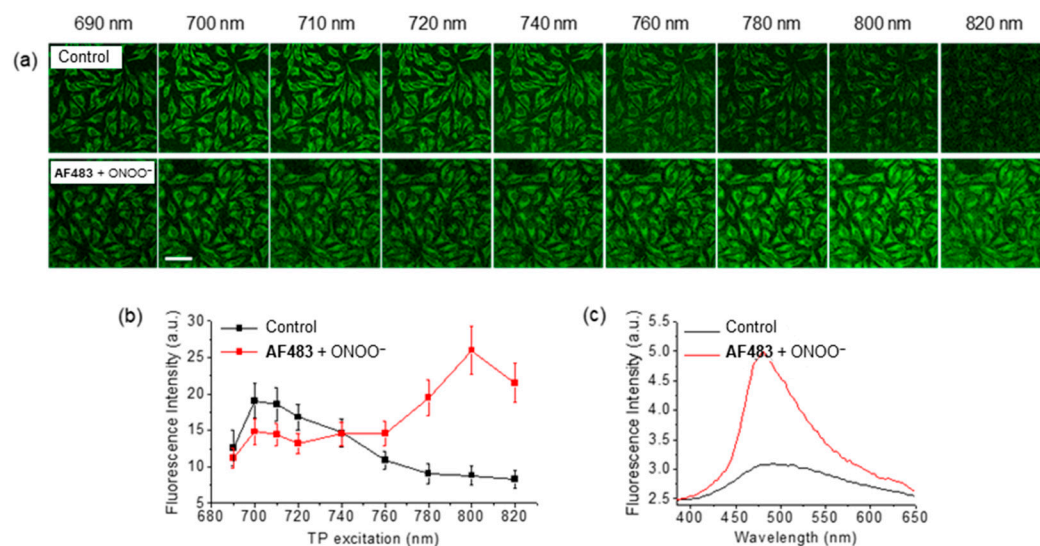 690 nm 700 nm 710 nm 720 nm 740 nm 760 nm 780 nm 800 nm 820 nm
(a)
Control
AF483 + ONOO⁻
(b)
Fluorescence Intensity (a.u.)
30
25
20
15
10
5
Control
AF483 + ONOO⁻
680 700 720 740 760 780 800 820
TP excitation (nm)
(c)
Fluorescence Intensity (a.u.)
5.5
5.0
4.5
4.0
3.5
3.0
2.5
Control
AF483 + ONOO⁻
400 450 500 550 600 650
Wavelength (nm)